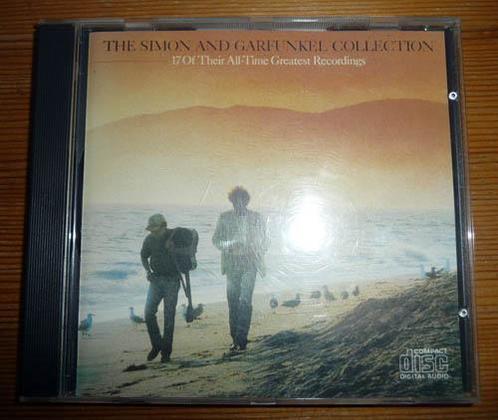 THE SIMON AND GARFUNKEL COLLECTION
17 Of Their All-Time Greatest Recordings
COMPACT
disc
DIGITAL AUDIO